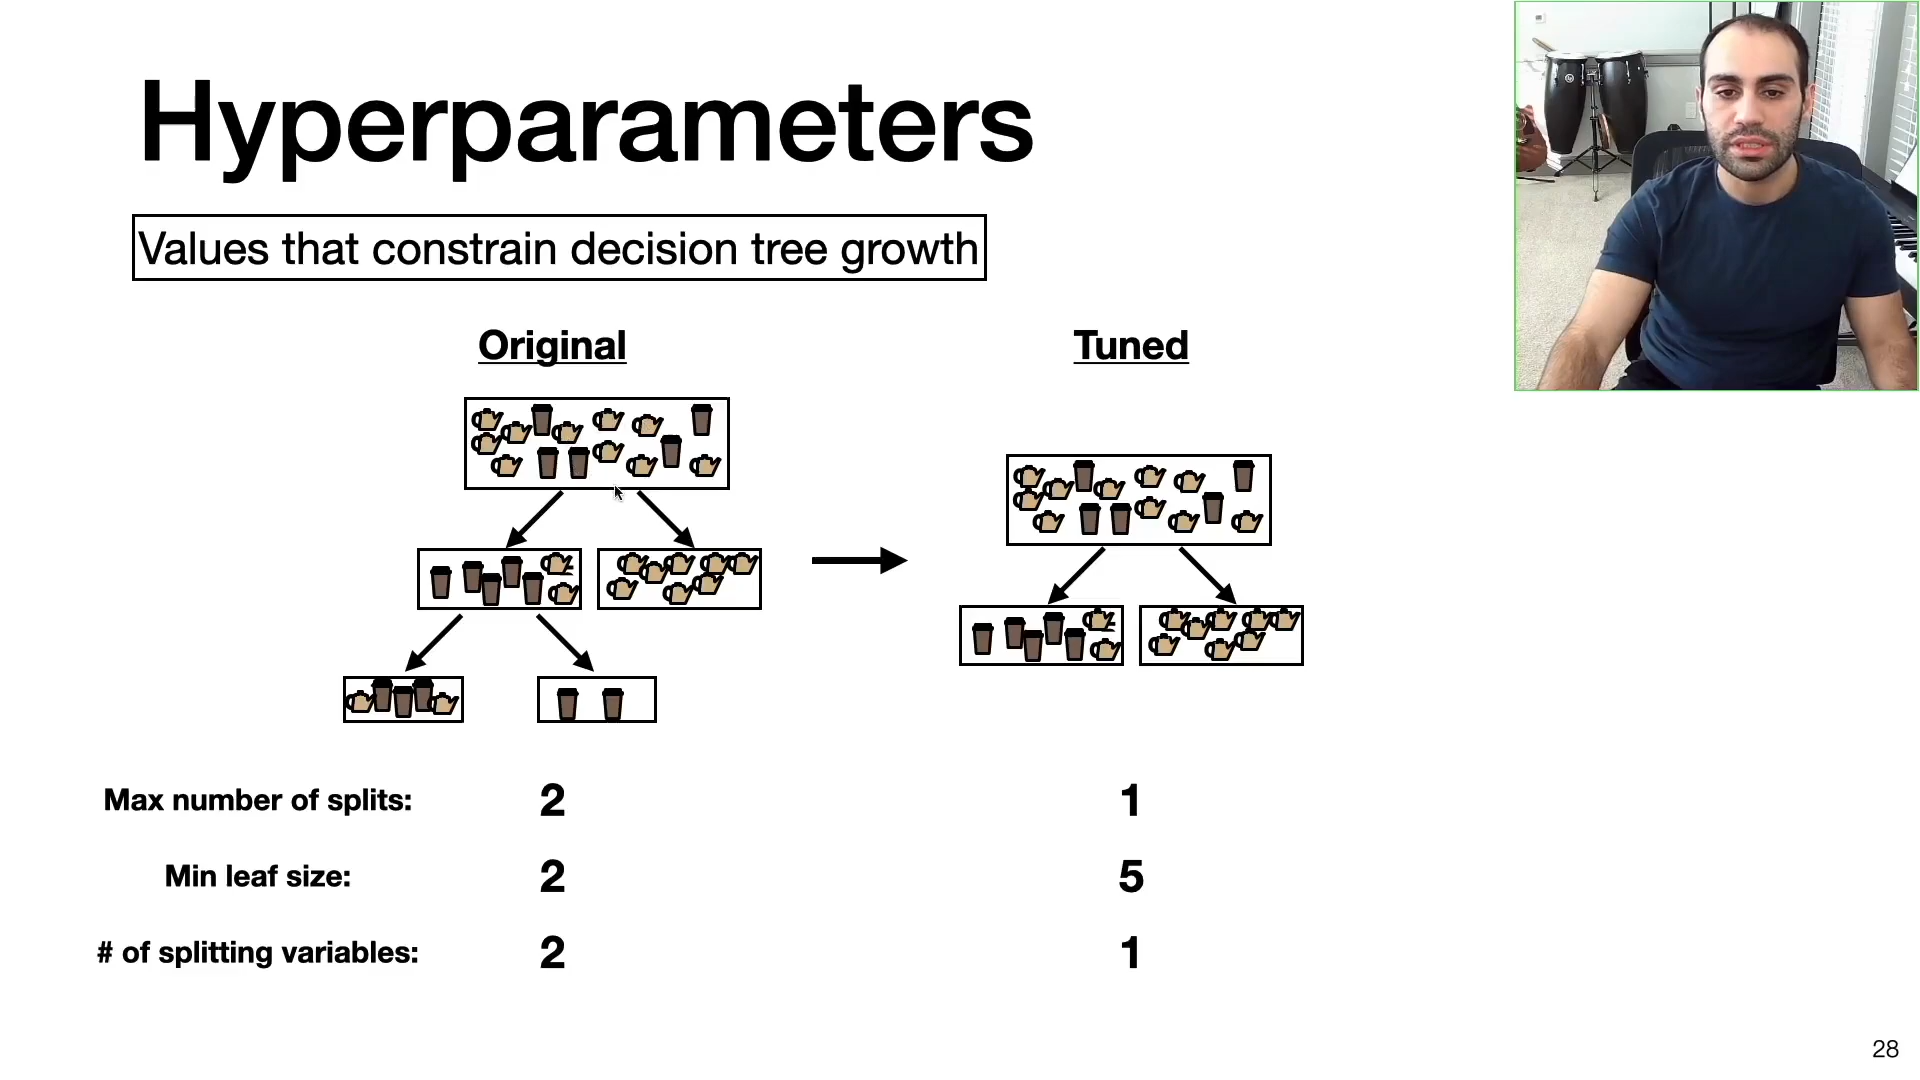 Hyperparameters
Values that constrain decision tree growth
Original
Tuned
Max number of splits: 2 1
Min leaf size: 2 5
# of splitting variables: 2 1
28